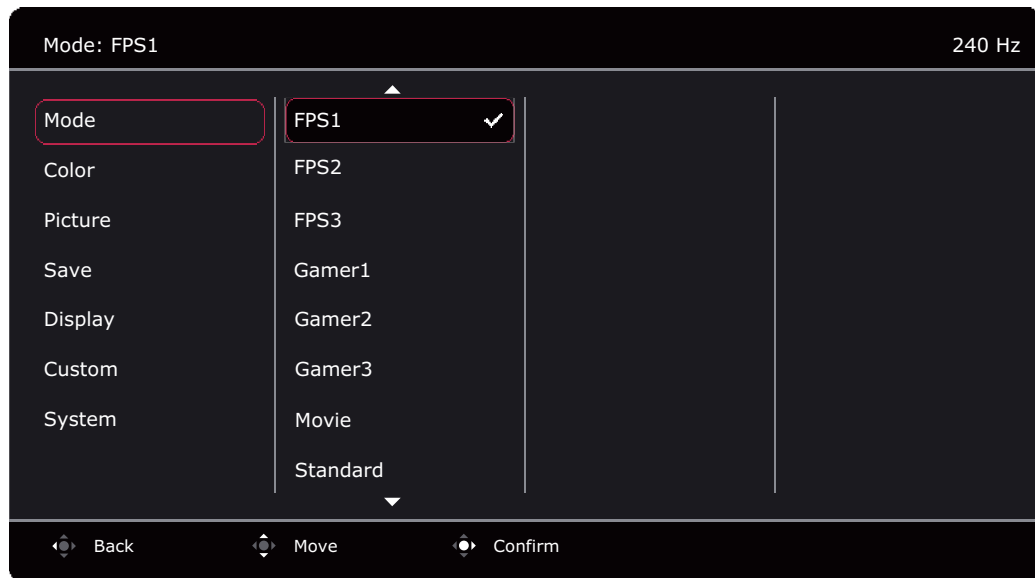 Mode: FPS1 240 Hz
Mode FPS1
Color FPS2
Picture FPS3
Save Gamer1
Display Gamer2
Custom Gamer3
System Movie
Standard
Back Move Confirm